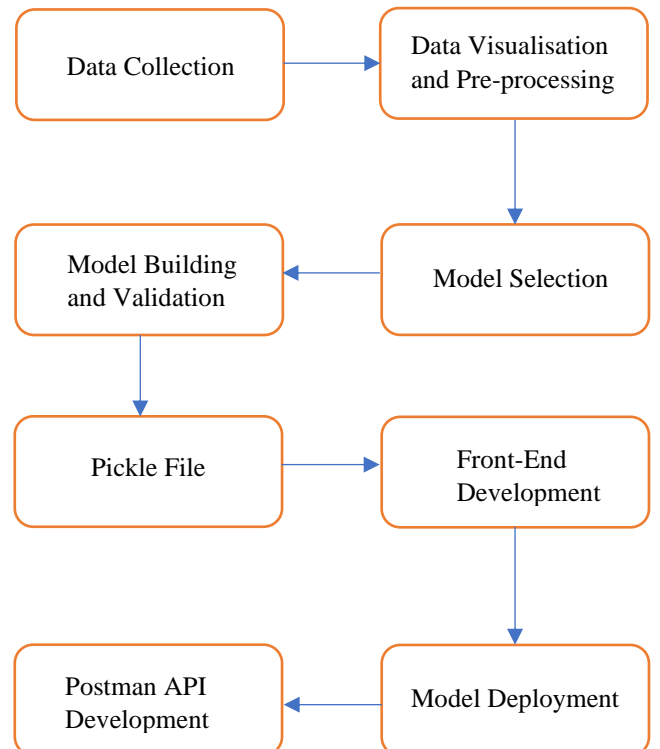 Data Collection
Data Visualisation
and Pre-processing
Model Selection
Model Building
and Validation
Pickle File
Front-End
Development
Model Deployment
Postman API
Development